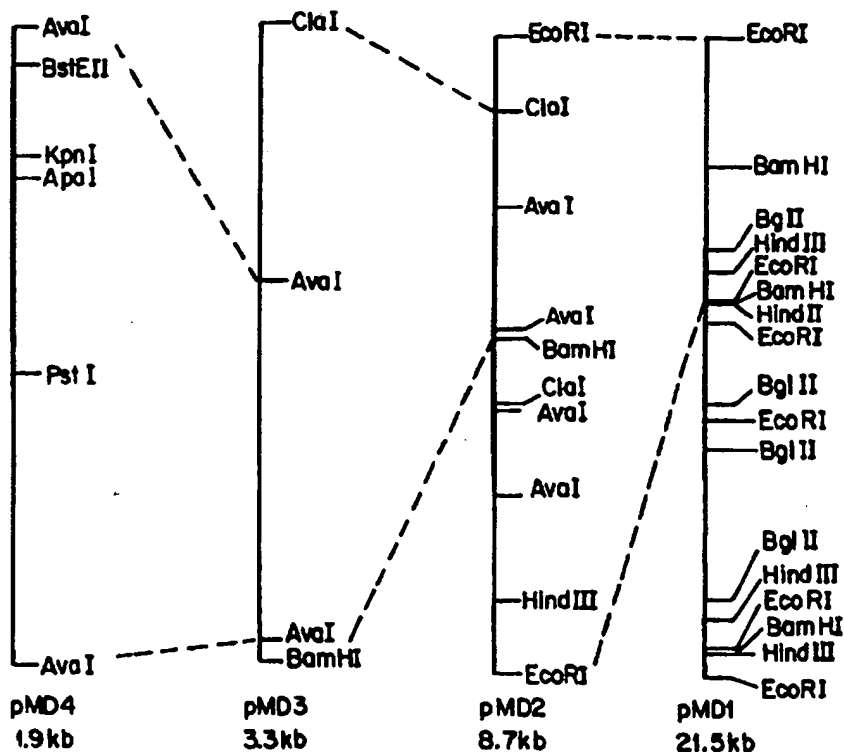 AvaI
BstEII
KpnI
ApaI
PstI
AvaI
pMD4
1.9kb
ClaI
AvaI
AvaI
BamHI
pMD3
3.3kb
EcoRI
ClaI
AvaI
AvaI
BamHI
ClaI
AvaI
AvaI
HindIII
EcoRI
pMD2
8.7kb
EcoRI
BamHI
BglI
HindIII
EcoRI
BamHI
HindII
EcoRI
BglII
EcoRI
BglII
BglII
HindIII
EcoRI
BamHI
HindIII
EcoRI
pMD1
21.5kb